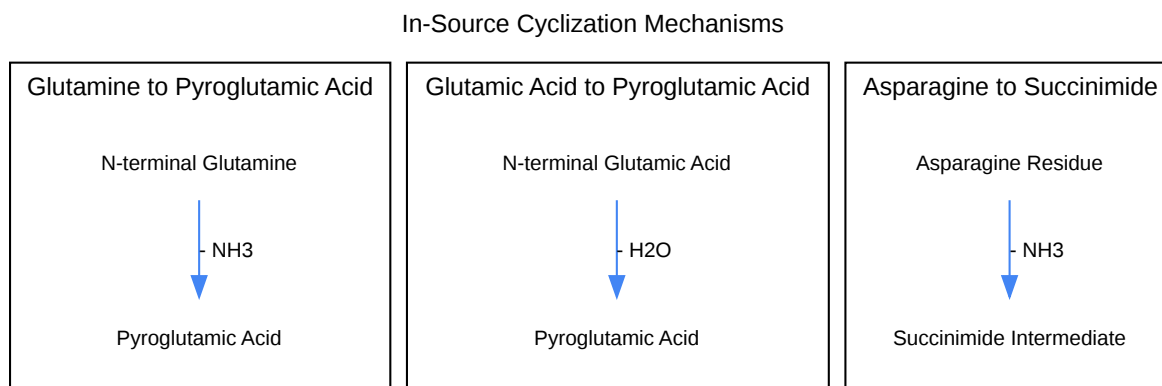 In-Source Cyclization Mechanisms
Glutamine to Pyroglutamic Acid
N-terminal Glutamine
- NH3
Pyroglutamic Acid
Glutamic Acid to Pyroglutamic Acid
N-terminal Glutamic Acid
- H2O
Pyroglutamic Acid
Asparagine to Succinimide
Asparagine Residue
- NH3
Succinimide Intermediate